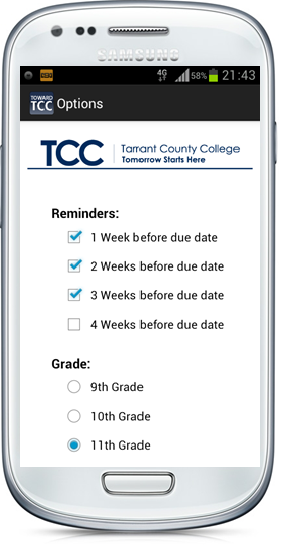 SAMSUNG
4G 58% 21:43
TOWARD TCC Options
TCC Tarrant County College
Tomorrow Starts Here
Reminders:
1 Week before due date
2 Weeks before due date
3 Weeks before due date
4 Weeks before due date
Grade:
9th Grade
10th Grade
11th Grade